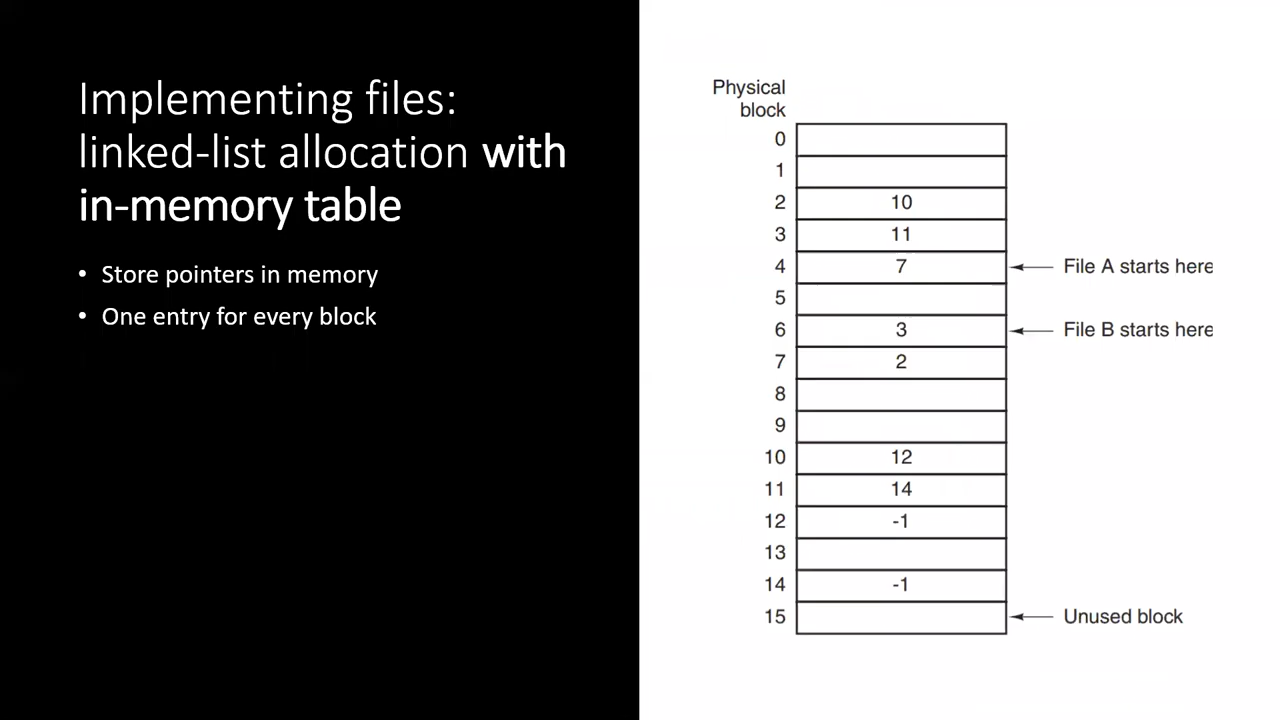 Implementing files:
linked-list allocation with
in-memory table
• Store pointers in memory
• One entry for every block
Physical
block
0
1
2 10
3 11
4 7 File A starts here
5
6 3 File B starts here
7 2
8
9
10 12
11 14
12 -1
13
14 -1
15 Unused block